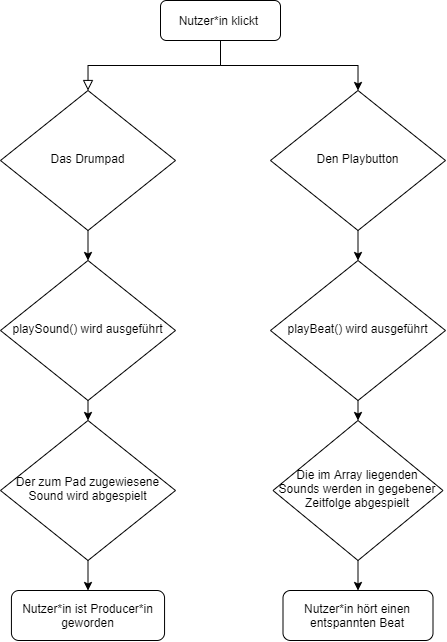 Nutzer*in klickt
Das Drumpad
Den Playbutton
playSound() wird ausgeführt
playBeat() wird ausgeführt
Der zum Pad zugewiesene
Sound wird abgespielt
Die im Array liegenden
Sounds werden in gegebener
Zeitfolge abgespielt
Nutzer*in ist Producer*in
geworden
Nutzer*in hört einen
entspannten Beat